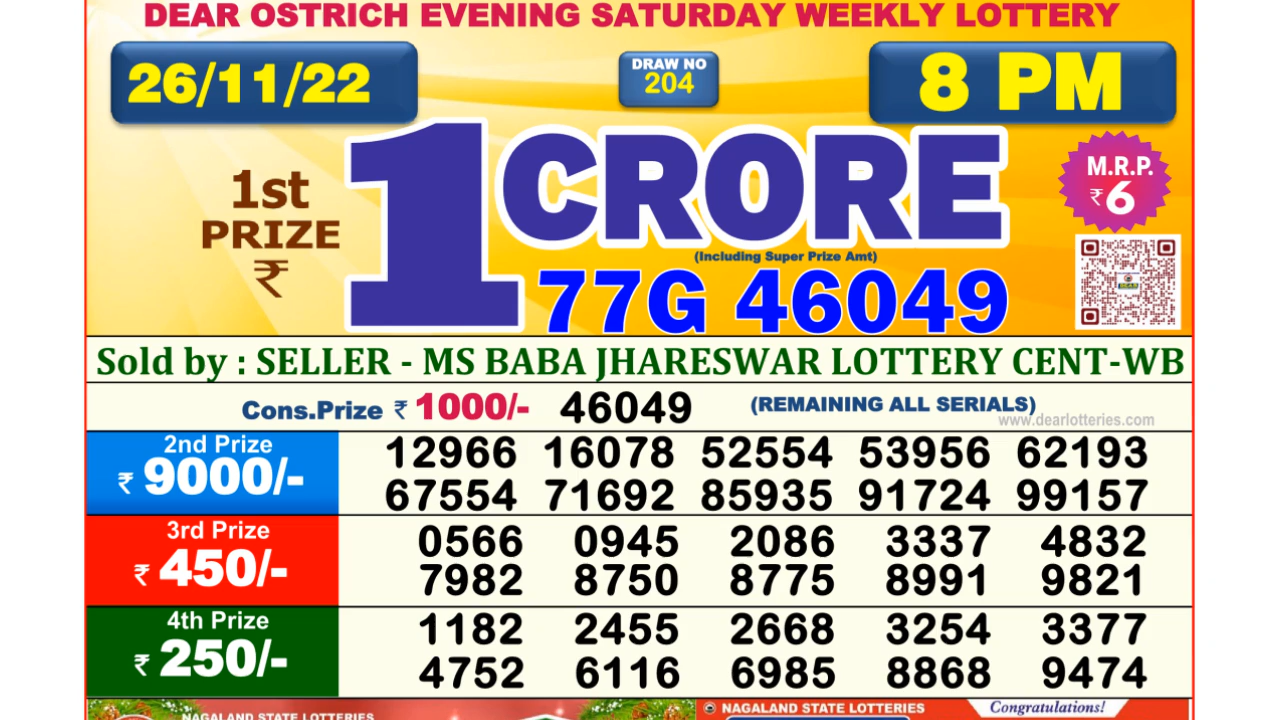 DEAR OSTRICH EVENING SATURDAY WEEKLY LOTTERY
26/11/22
DRAW NO
204
8 PM
1st
PRIZE
₹
1 CRORE
(Including Super Prize Amt)
77G 46049
M.R.P.
₹ 6
Sold by : SELLER - MS BABA JHARESWAR LOTTERY CENT-WB
Cons.Prize ₹ 1000/- 46049 (REMAINING ALL SERIALS)
www.dearlotteries.com
2nd Prize
₹ 9000/-
12966 16078 52554 53956 62193
67554 71692 85935 91724 99157
3rd Prize
₹ 450/-
0566 0945 2086 3337 4832
7982 8750 8775 8991 9821
4th Prize
₹ 250/-
1182 2455 2668 3254 3377
4752 6116 6985 8868 9474
NAGALAND STATE LOTTERIES
NAGALAND STATE LOTTERIES
Congratulations!